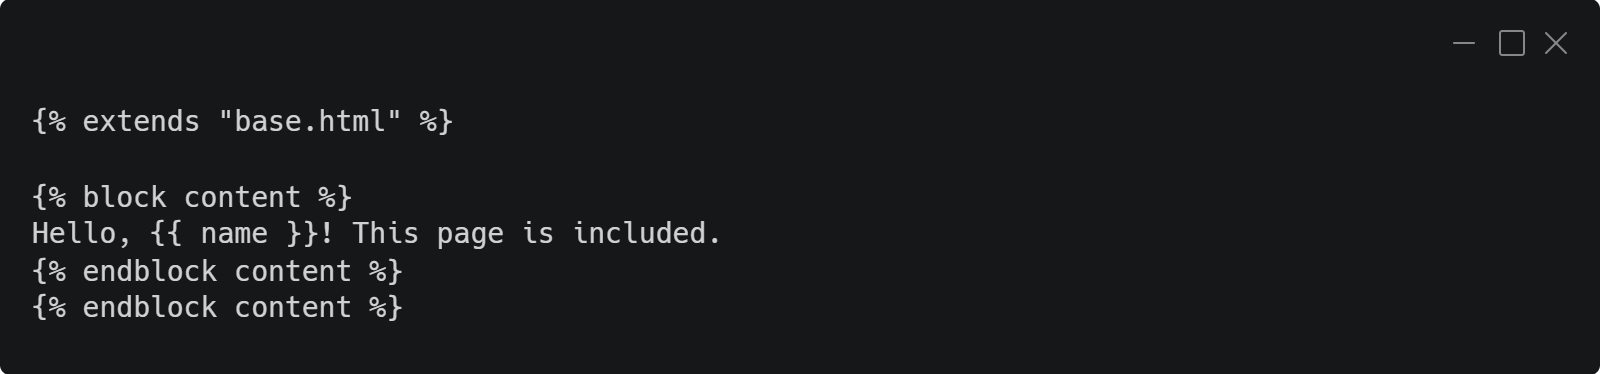 {% extends "base.html" %}

{% block content %}
Hello, {{ name }}! This page is included.
{% endblock content %}
{% endblock content %}